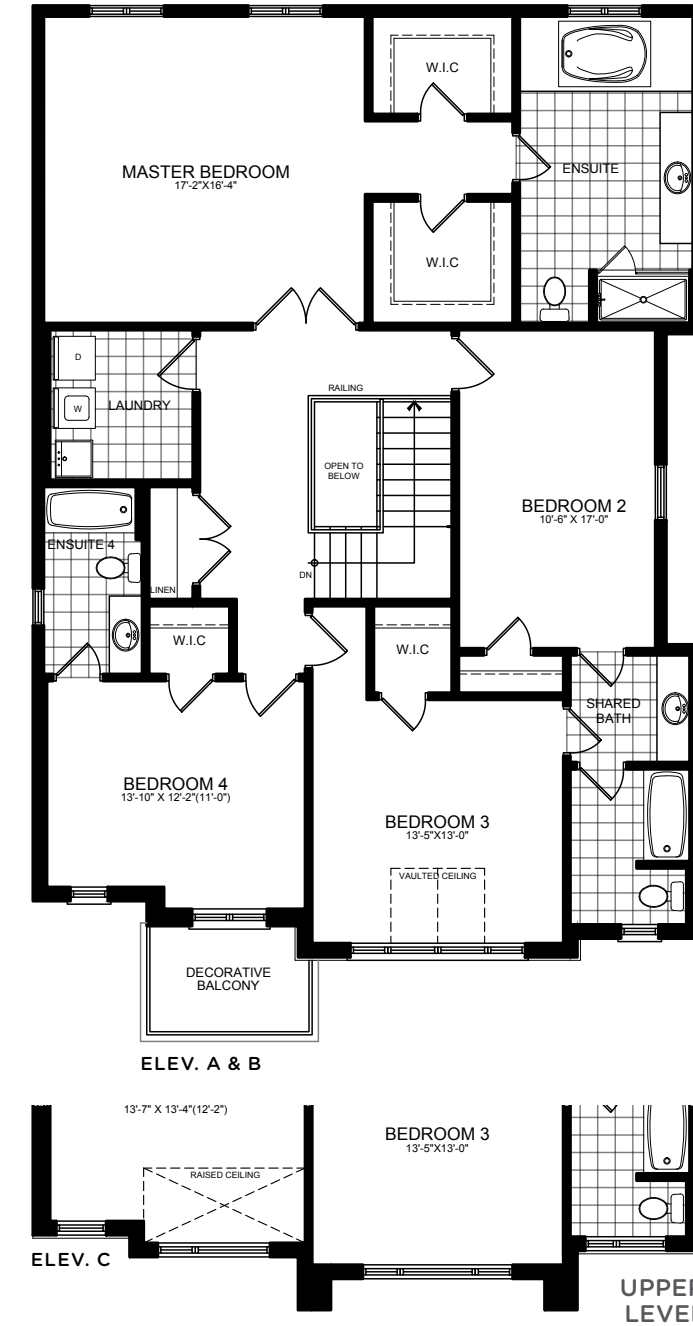 W.I.C
MASTER BEDROOM
17'-2"X16'-4"
ENSUITE
W.I.C
D
LAUNDRY
W
RAILING
OPEN TO
BELOW
BEDROOM 2
10'-6" X 17'-0"
ENSUITE 4
DN
LINEN
W.I.C
W.I.C
SHARED
BATH
BEDROOM 4
13'-10" X 12'-2"(11'-0")
BEDROOM 3
13'-5"X13'-0"
VAULTED CEILING
DECORATIVE
BALCONY
ELEV. A & B
13'-7" X 13'-4"(12'-2")
BEDROOM 3
13'-5"X13'-0"
RAISED CEILING
ELEV. C
UPPER
LEVEL